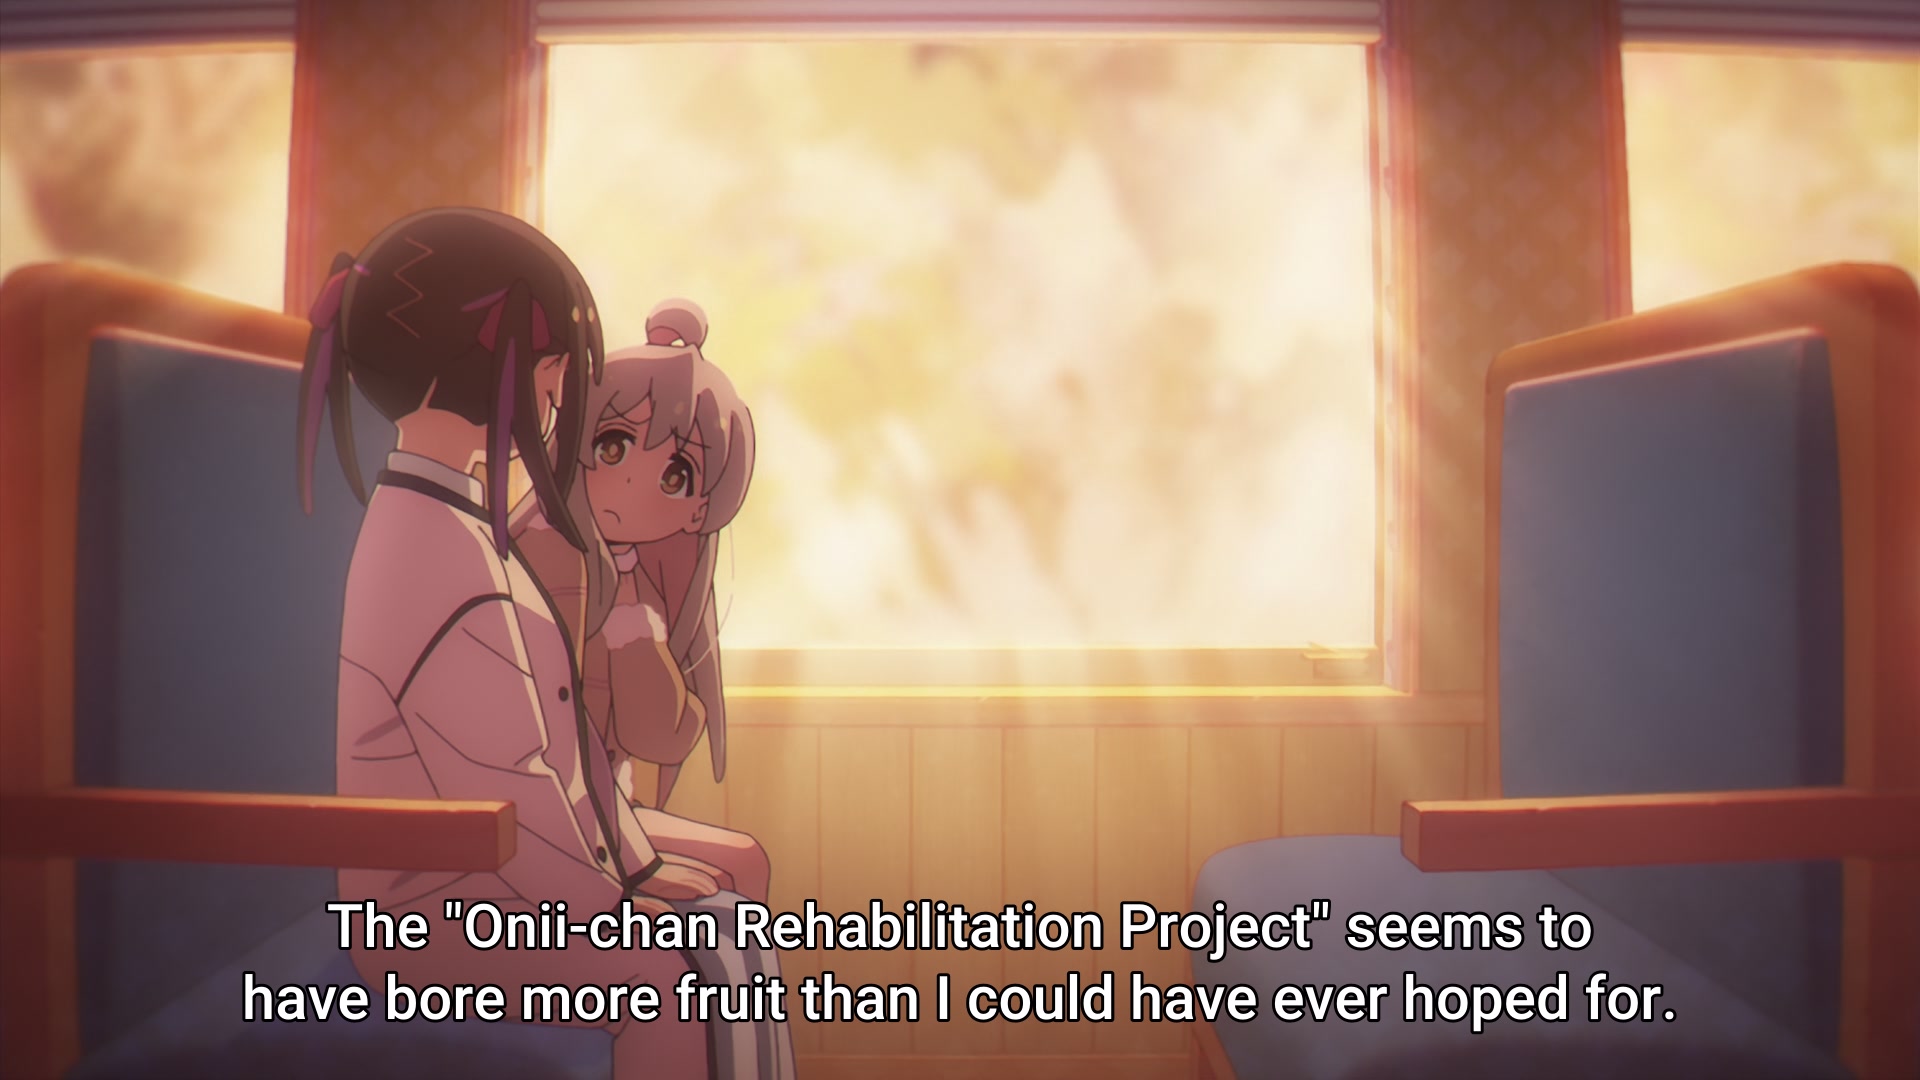 The "Onii-chan Rehabilitation Project" seems to
have bore more fruit than I could have ever hoped for.